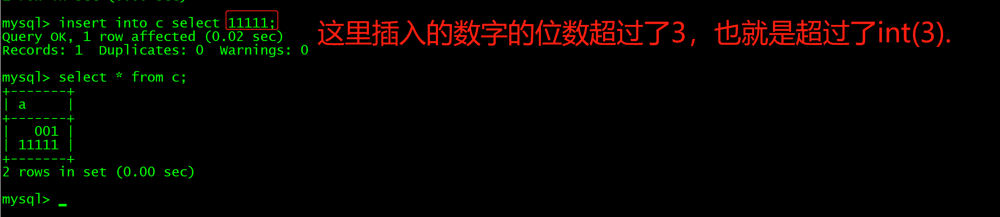 mysql> insert into c select 11111;
Query OK, 1 row affected (0.02 sec)
这里插入的数字的位数超过了3，也就是超过了int(3).
Records: 1  Duplicates: 0  Warnings: 0
mysql> select * from c;
+-------+
| a     |
+-------+
|   001 |
| 11111 |
+-------+
2 rows in set (0.00 sec)
mysql>